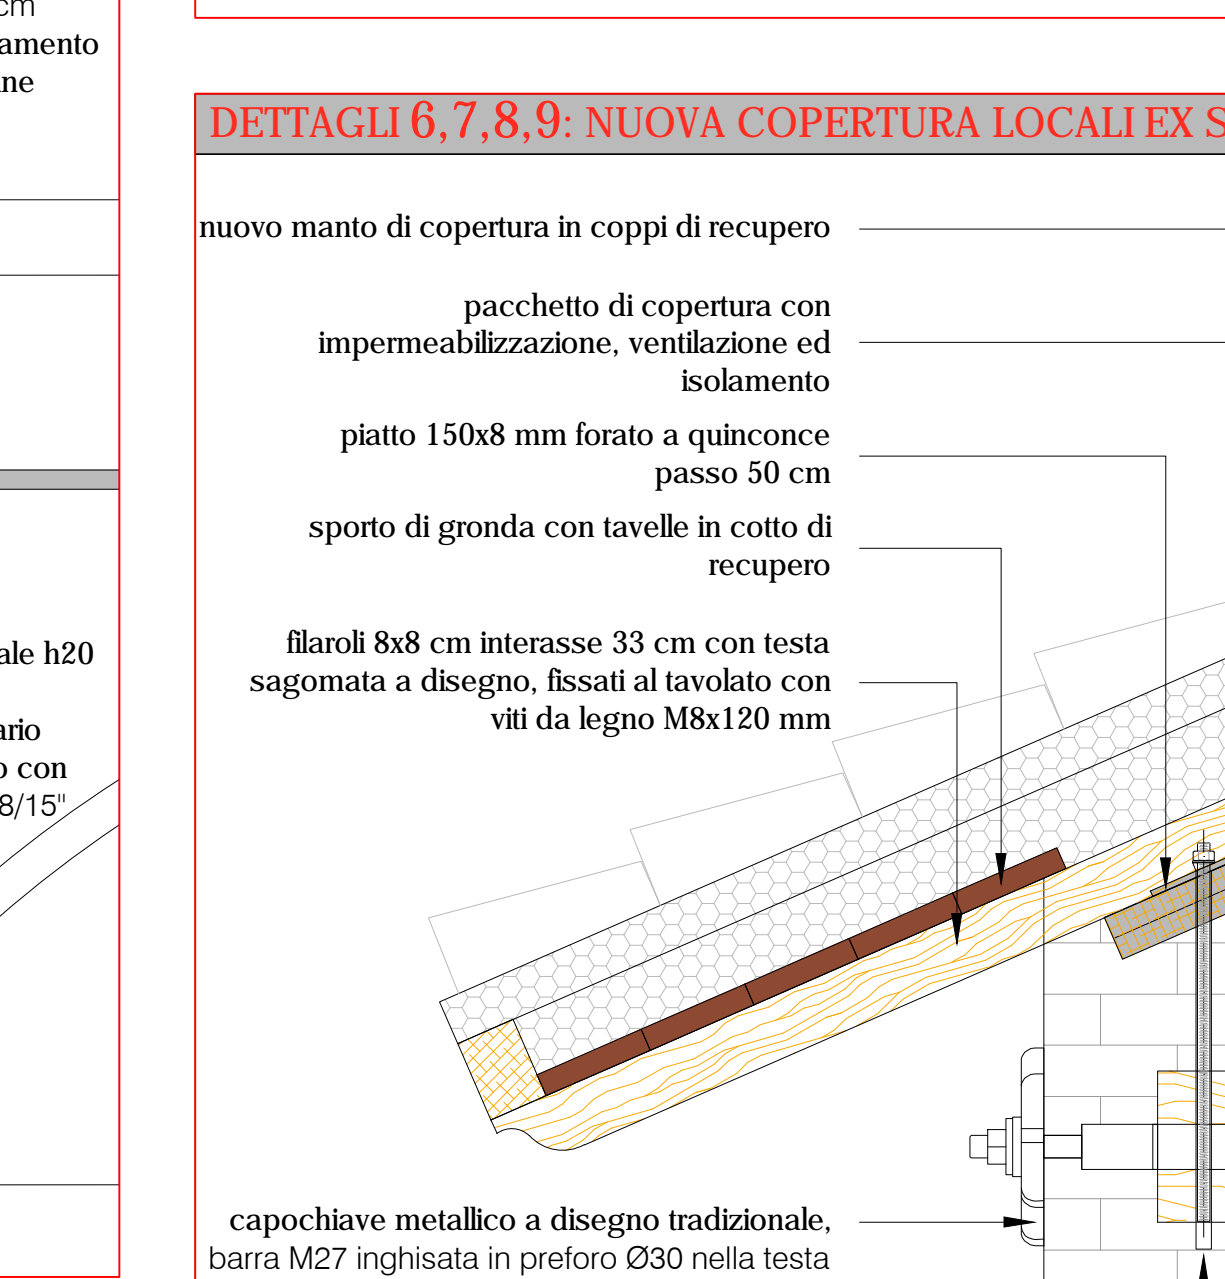 cm
ne
ale h20
ario
o con
8/15"
DETTAGLI 6,7,8,9: NUOVA COPERTURA LOCALI EX S
nuovo manto di copertura in coppi di recupero
pacchetto di copertura con
impermeabilizzazione, ventilazione ed
isolamento
piatto 150x8 mm forato a quinconce
passo 50 cm
sporto di gronda con tavelle in cotto di
recupero
filaroli 8x8 cm interasse 33 cm con testa
sagomata a disegno, fissati al tavolato con
viti da legno M8x120 mm
capochiave metallico a disegno tradizionale,
barra M27 inghisata in preforo Ø30 nella testa